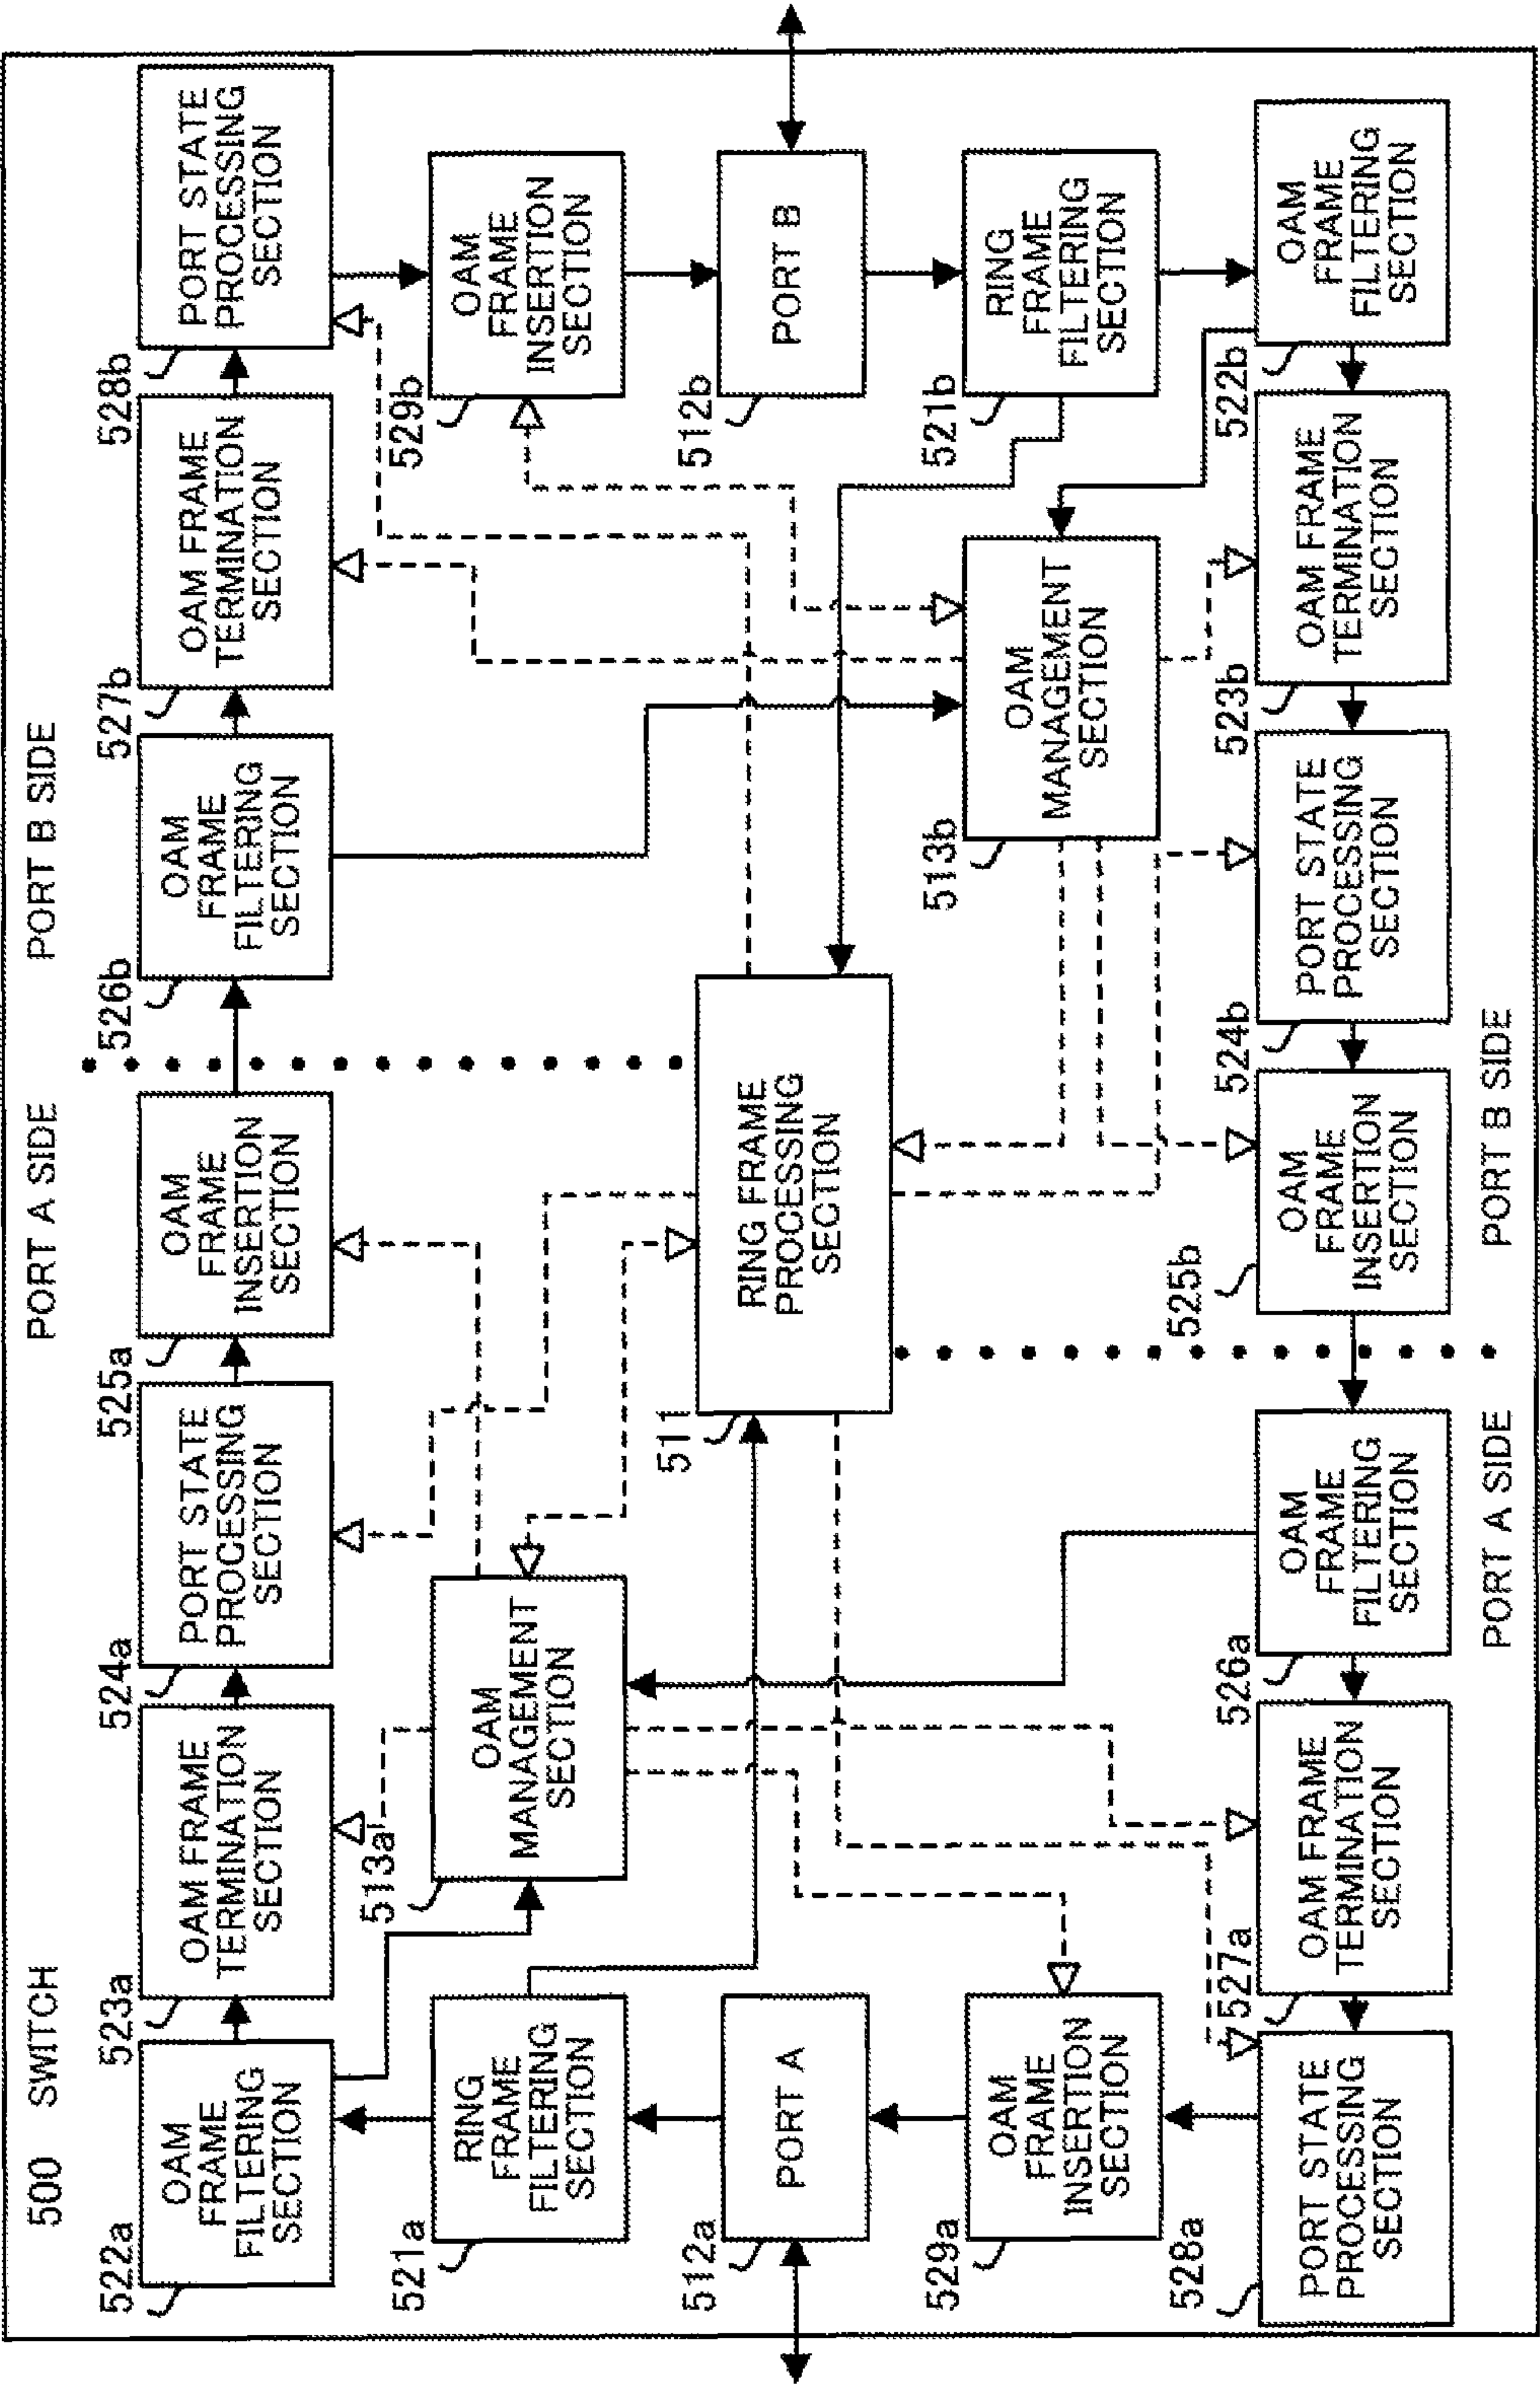 500 SWITCH
PORT A SIDE
PORT B SIDE
522a
OAM
FRAME
FILTERING
SECTION
523a
OAM FRAME
TERMINATION
SECTION
524a
PORT STATE
PROCESSING
SECTION
525a
OAM
FRAME
INSERTION
SECTION
526b
OAM
FRAME
FILTERING
SECTION
527b
OAM FRAME
TERMINATION
SECTION
528b
PORT STATE
PROCESSING
SECTION
521a
RING
FRAME
FILTERING
SECTION
513a
OAM
MANAGEMENT
SECTION
529b
OAM
FRAME
INSERTION
SECTION
512a
PORT A
511
RING FRAME
PROCESSING
SECTION
512b
PORT B
529a
OAM
FRAME
INSERTION
SECTION
513b
OAM
MANAGEMENT
SECTION
521b
RING
FRAME
FILTERING
SECTION
528a
PORT STATE
PROCESSING
SECTION
527a
OAM FRAME
TERMINATION
SECTION
526a
OAM
FRAME
FILTERING
SECTION
525b
OAM
FRAME
INSERTION
SECTION
524b
PORT STATE
PROCESSING
SECTION
523b
OAM FRAME
TERMINATION
SECTION
522b
OAM
FRAME
FILTERING
SECTION
PORT A SIDE
PORT B SIDE